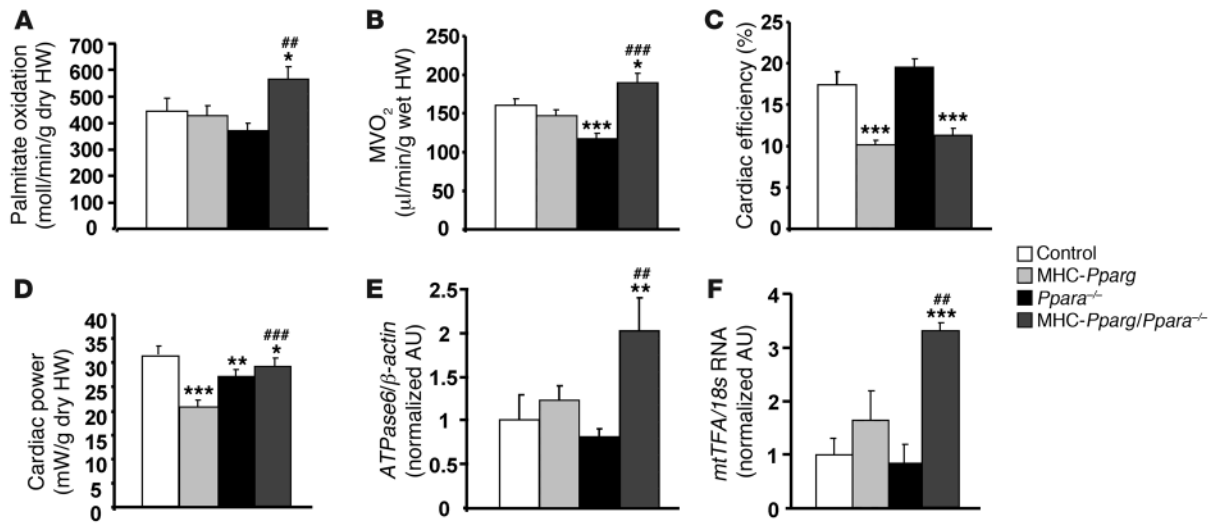 A
Palmitate oxidation
(moll/min/g dry HW)
700
600
500
400
300
200
100
0
##
*
B
MVO2
(µl/min/g wet HW)
250
200
150
100
50
0
***
###
*
C
Cardiac efficiency (%)
25
20
15
10
5
0
***
***
D
Cardiac power
(mW/g dry HW)
40
35
30
25
20
15
10
5
0
***
**
###
*
E
ATPase6/β-actin
(normalized AU)
2.5
2
1.5
1
0.5
0
##
**
F
mtTFA/18s RNA
(normalized AU)
4
3
2
1
0
##
***
Control
MHC-Pparg
Ppara–/–
MHC-Pparg/Ppara–/–